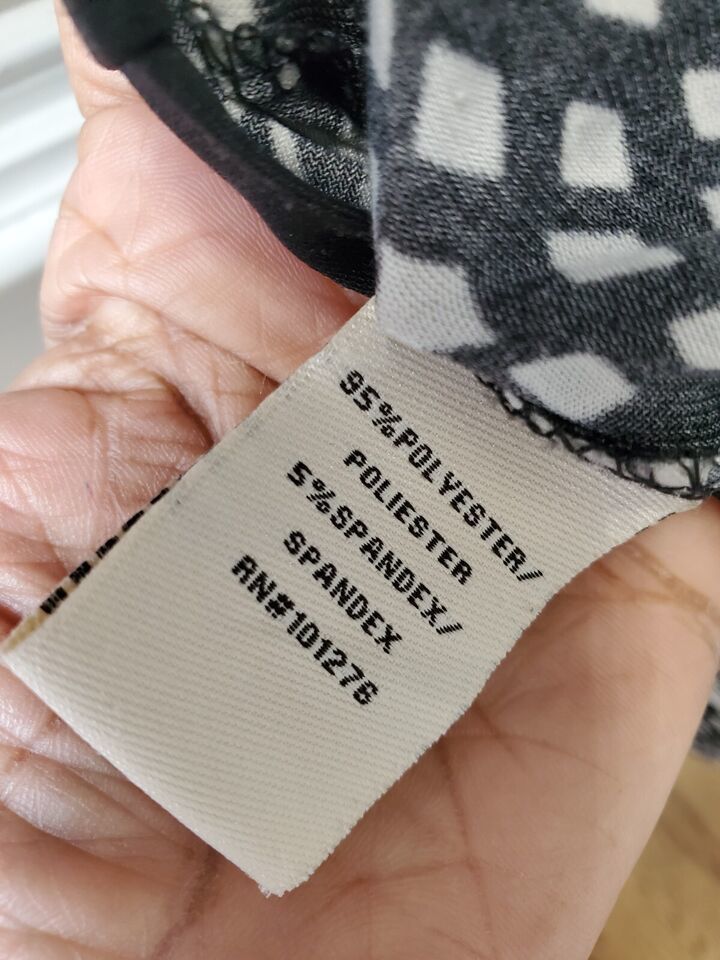 95%POLYESTER/
POLIESTER
5%SPANDEX/
SPANDEX
RN#101276